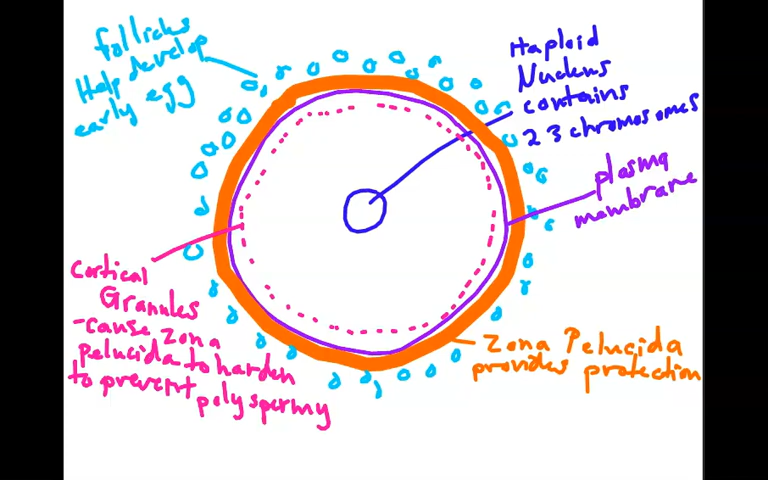 follicles
Help develop
early egg
Haploid
Nucleus
contains
23 chromosomes
plasma
membrane
Cortical
Granules
-cause zona
pelucida to harden
to prevent
polyspermy
Zona Pelucida
provides protection